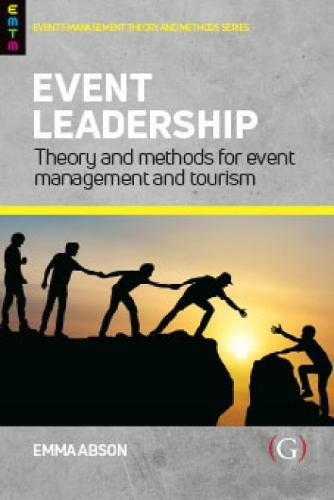 EMTM
EVENTS MANAGEMENT THEORY AND METHODS SERIES
EVENT
LEADERSHIP
Theory and methods for event
management and tourism
EMMA ABSON
(G)